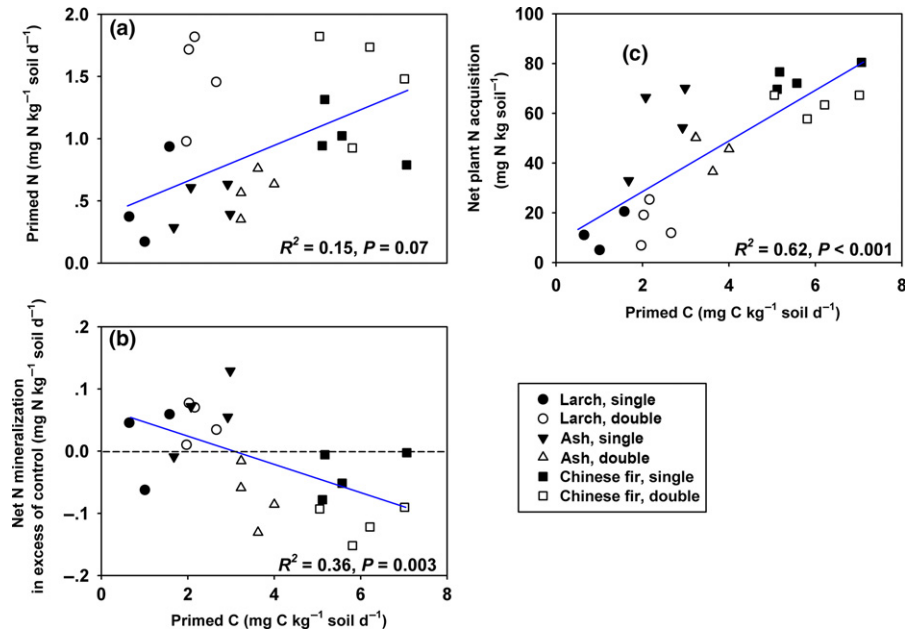 (a)
2.0
1.5
1.0
.5
0.0
Primed N (mg N kg⁻¹ soil d⁻¹)
R² = 0.15, P = 0.07
(b)
.2
.1
0.0
–.1
–.2
Net N mineralization
in excess of control (mg N kg⁻¹ soil d⁻¹)
R² = 0.36, P = 0.003
0 2 4 6 8
Primed C (mg C kg⁻¹ soil d⁻¹)
(c)
100
80
60
40
20
0
Net plant N acquisition
(mg N kg soil⁻¹)
R² = 0.62, P < 0.001
0 2 4 6 8
Primed C (mg C kg⁻¹ soil d⁻¹)
Larch, single
Larch, double
Ash, single
Ash, double
Chinese fir, single
Chinese fir, double